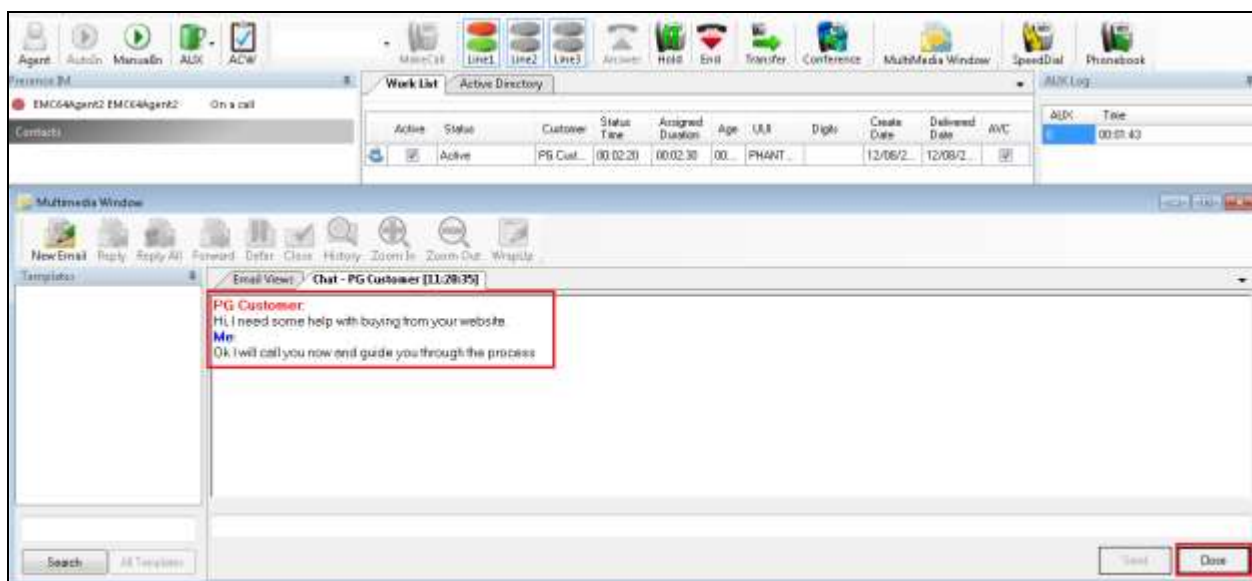 Agent AutoIn ManualIn AUX ACW MakeCall Line1 Line2 Line3 Answer Hold End Transfer Conference MultiMedia Window SpeedDial Phonebook
Presence IM Work List Active Directory AUX Log
EMC64Agent2 EMC64Agent2 On a call
Contacts
Active Status Customer Status Time Assigned Duration Age UUI Digits Create Date Delivered Date AVC AUX Time
Active PG Cust... 00:02:20 00:02:30 00... PHANT... 12/08/2... 12/08/2... 00:01:43
Multimedia Window
New Email Reply Reply All Forward Defer Close History Zoom In Zoom Out WrapUp
Templates Email Views Chat - PG Customer [11:28:35]
PG Customer:
Hi, I need some help with buying from your website
Me:
Ok I will call you now and guide you through the process
Search All Templates Send Close